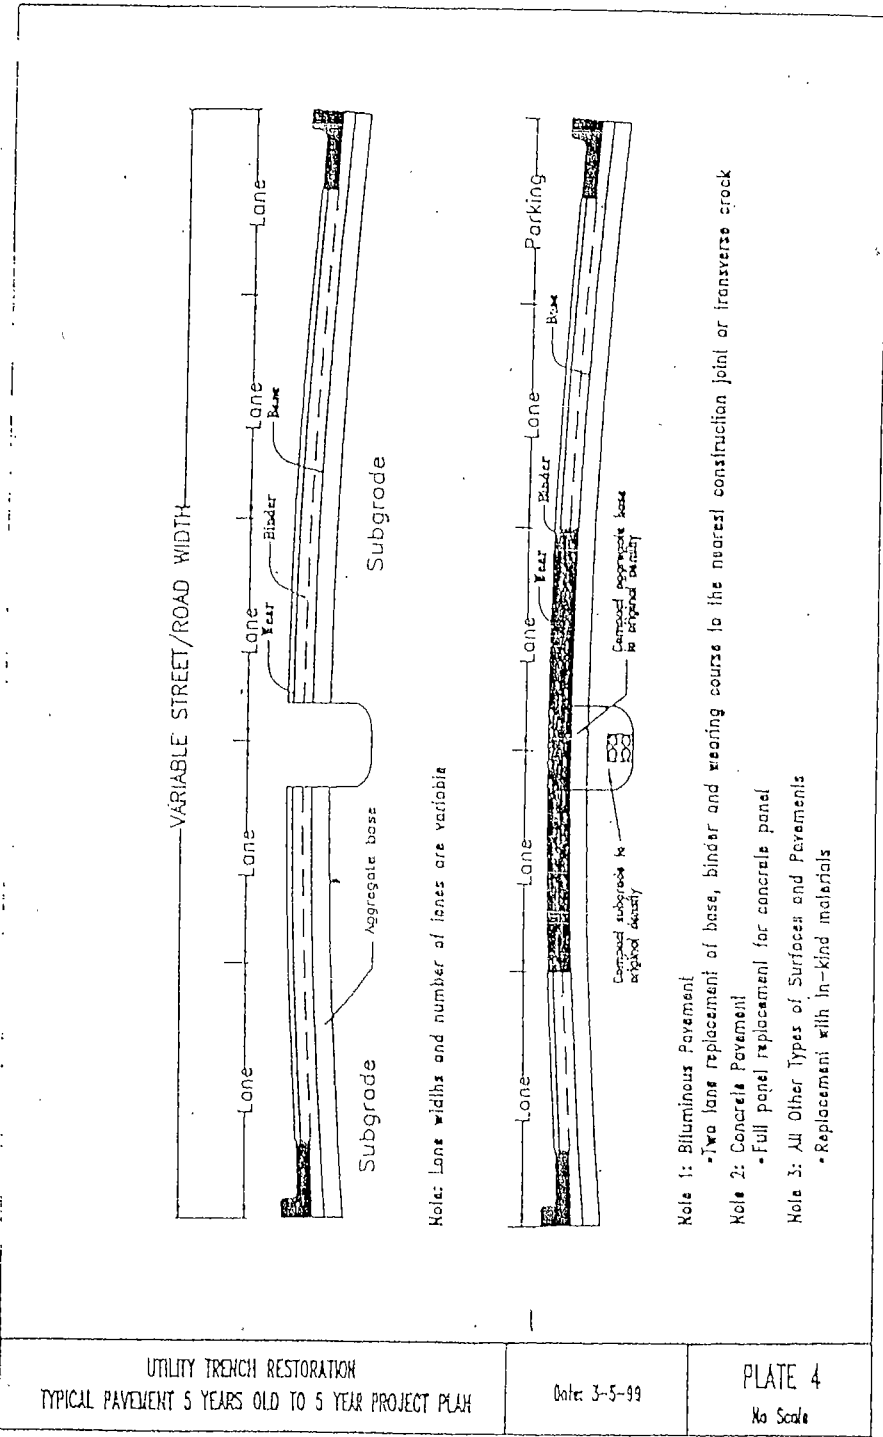 VARIABLE STREET/ROAD WIDTH
Lane
Lane
Lane
Lane
Lane
Wear
Binder
Base
Subgrade
Aggregate base
Subgrade
Note: Lane widths and number of lanes are variable
Lane
Lane
Lane
Lane
Parking
Wear
Binder
Base
Compact subgrade to
original density
Compact aggregate base
to original density
Note 1: Bituminous Pavement
•Two lane replacement of base, binder and wearing course to the nearest construction joint or transverse crack
Note 2: Concrete Pavement
• Full panel replacement for concrete panel
Note 3: All Other Types of Surfaces and Pavements
• Replacement with in-kind materials
UTILITY TRENCH RESTORATION
TYPICAL PAVEMENT 5 YEARS OLD TO 5 YEAR PROJECT PLAN
Date: 3-5-99
PLATE 4
No Scale